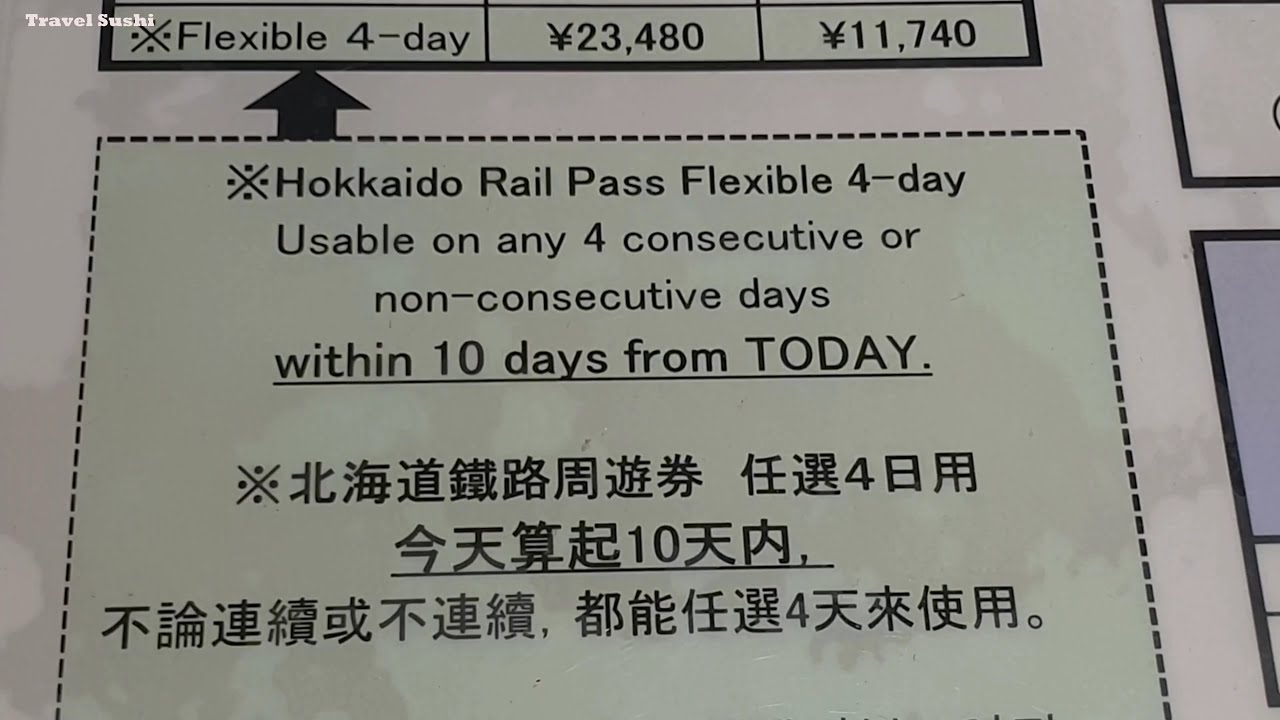 Travel Sushi
※Flexible 4-day ¥23,480 ¥11,740
※Hokkaido Rail Pass Flexible 4-day
Usable on any 4 consecutive or
non-consecutive days
within 10 days from TODAY.
※北海道鐵路周遊券 任選4日用
今天算起10天内,
不論連續或不連續, 都能任選4天來使用。